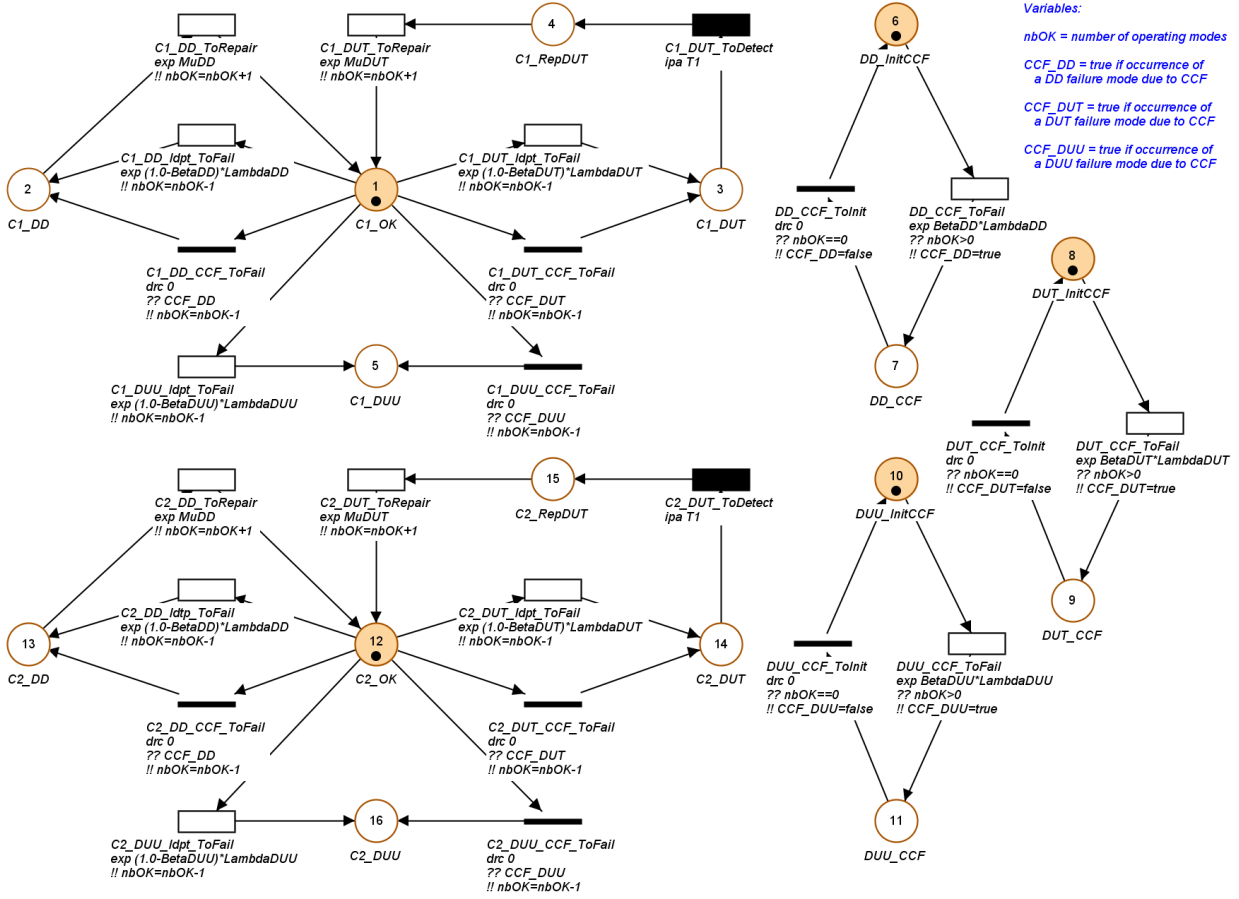 C1_DD_ToRepair
exp MuDD
!! nbOK=nbOK+1
C1_DUT_ToRepair
exp MuDUT
!! nbOK=nbOK+1
4
C1_RepDUT
C1_DUT_ToDetect
ipa T1
C1_DD_Idpt_ToFail
exp (1.0-BetaDD)*LambdaDD
!! nbOK=nbOK-1
C1_DUT_Idpt_ToFail
exp (1.0-BetaDUT)*LambdaDUT
!! nbOK=nbOK-1
2
C1_DD
1
C1_OK
3
C1_DUT
C1_DD_CCF_ToFail
drc 0
?? CCF_DD
!! nbOK=nbOK-1
C1_DUT_CCF_ToFail
drc 0
?? CCF_DUT
!! nbOK=nbOK-1
C1_DUU_Idpt_ToFail
exp (1.0-BetaDUU)*LambdaDUU
!! nbOK=nbOK-1
5
C1_DUU
C1_DUU_CCF_ToFail
drc 0
?? CCF_DUU
!! nbOK=nbOK-1
C2_DD_ToRepair
exp MuDD
!! nbOK=nbOK+1
C2_DUT_ToRepair
exp MuDUT
!! nbOK=nbOK+1
15
C2_RepDUT
C2_DUT_ToDetect
ipa T1
C2_DD_Idtp_ToFail
exp (1.0-BetaDD)*LambdaDD
!! nbOK=nbOK-1
C2_DUT_Idpt_ToFail
exp (1.0-BetaDUT)*LambdaDUT
!! nbOK=nbOK-1
13
C2_DD
12
C2_OK
14
C2_DUT
C2_DD_CCF_ToFail
drc 0
?? CCF_DD
!! nbOK=nbOK-1
C2_DUT_CCF_ToFail
drc 0
?? CCF_DUT
!! nbOK=nbOK-1
C2_DUU_Idpt_ToFail
exp (1.0-BetaDUU)*LambdaDUU
!! nbOK=nbOK-1
16
C2_DUU
C2_DUU_CCF_ToFail
drc 0
?? CCF_DUU
!! nbOK=nbOK-1
6
DD_InitCCF
DD_CCF_ToInit
drc 0
?? nbOK==0
!! CCF_DD=false
DD_CCF_ToFail
exp BetaDD*LambdaDD
?? nbOK>0
!! CCF_DD=true
7
DD_CCF
8
DUT_InitCCF
DUT_CCF_ToInit
drc 0
?? nbOK==0
!! CCF_DUT=false
DUT_CCF_ToFail
exp BetaDUT*LambdaDUT
?? nbOK>0
!! CCF_DUT=true
9
DUT_CCF
10
DUU_InitCCF
DUU_CCF_ToInit
drc 0
?? nbOK==0
!! CCF_DUU=false
DUU_CCF_ToFail
exp BetaDUU*LambdaDUU
?? nbOK>0
!! CCF_DUU=true
11
DUU_CCF
Variables:
nbOK = number of operating modes
CCF_DD = true if occurrence of
a DD failure mode due to CCF
CCF_DUT = true if occurrence of
a DUT failure mode due to CCF
CCF_DUU = true if occurrence of
a DUU failure mode due to CCF